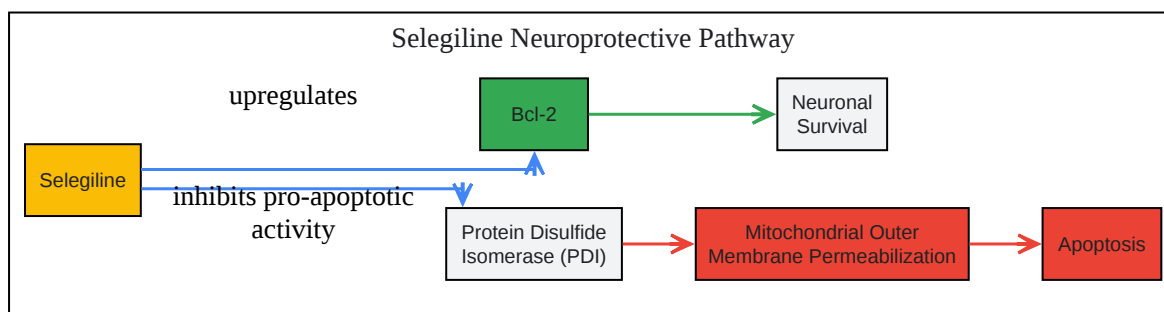 Selegiline Neuroprotective Pathway
upregulates
Bcl-2
Neuronal
Survival
Selegiline
inhibits pro-apoptotic
activity
Protein Disulfide
Isomerase (PDI)
Mitochondrial Outer
Membrane Permeabilization
Apoptosis